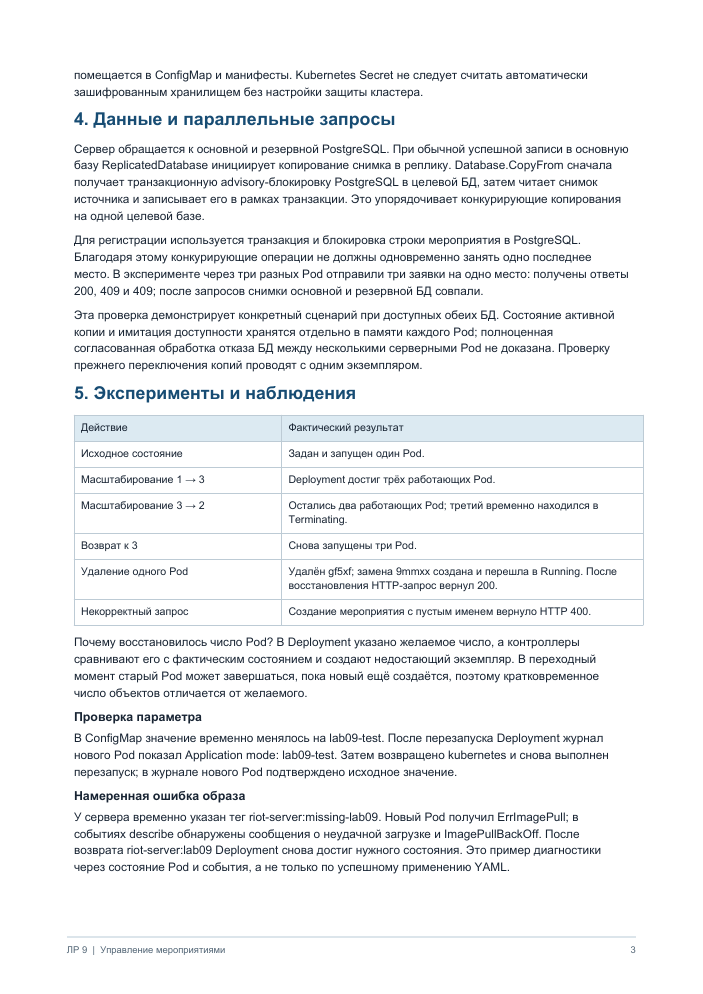 помещается в ConfigMap и манифесты. Kubernetes Secret не следует считать автоматически
зашифрованным хранилищем без настройки защиты кластера.
4. Данные и параллельные запросы
Сервер обращается к основной и резервной PostgreSQL. При обычной успешной записи в основную
базу ReplicatedDatabase инициирует копирование снимка в реплику. Database.CopyFrom сначала
получает транзакционную advisory-блокировку PostgreSQL в целевой БД, затем читает снимок
источника и записывает его в рамках транзакции. Это упорядочивает конкурирующие копирования
на одной целевой базе.
Для регистрации используется транзакция и блокировка строки мероприятия в PostgreSQL.
Благодаря этому конкурирующие операции не должны одновременно занять одно последнее
место. В эксперименте через три разных Pod отправили три заявки на одно место: получены ответы
200, 409 и 409; после запросов снимки основной и резервной БД совпали.
Эта проверка демонстрирует конкретный сценарий при доступных обеих БД. Состояние активной
копии и имитация доступности хранятся отдельно в памяти каждого Pod; полноценная
согласованная обработка отказа БД между несколькими серверными Pod не доказана. Проверку
прежнего переключения копий проводят с одним экземпляром.
5. Эксперименты и наблюдения
Действие Фактический результат
Исходное состояние Задан и запущен один Pod.
Масштабирование 1 → 3 Deployment достиг трёх работающих Pod.
Масштабирование 3 → 2 Остались два работающих Pod; третий временно находился в
Terminating.
Возврат к 3 Снова запущены три Pod.
Удаление одного Pod Удалён gf5xf; замена 9mmxx создана и перешла в Running. После
восстановления HTTP-запрос вернул 200.
Некорректный запрос Создание мероприятия с пустым именем вернуло HTTP 400.
Почему восстановилось число Pod? В Deployment указано желаемое число, а контроллеры
сравнивают его с фактическим состоянием и создают недостающий экземпляр. В переходный
момент старый Pod может завершаться, пока новый ещё создаётся, поэтому кратковременное
число объектов отличается от желаемого.
Проверка параметра
В ConfigMap значение временно менялось на lab09-test. После перезапуска Deployment журнал
нового Pod показал Application mode: lab09-test. Затем возвращено kubernetes и снова выполнен
перезапуск; в журнале нового Pod подтверждено исходное значение.
Намеренная ошибка образа
У сервера временно указан тег riot-server:missing-lab09. Новый Pod получил ErrImagePull; в
событиях describe обнаружены сообщения о неудачной загрузке и ImagePullBackOff. После
возврата riot-server:lab09 Deployment снова достиг нужного состояния. Это пример диагностики
через состояние Pod и события, а не только по успешному применению YAML.
ЛР 9 | Управление мероприятиями 3